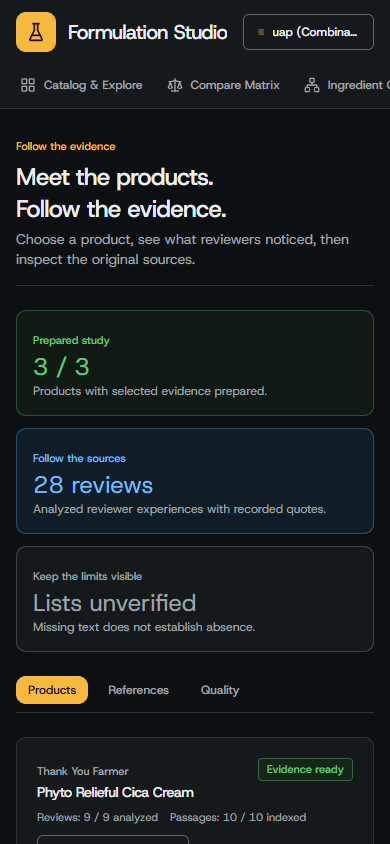 Formulation Studio
uap (Combina...
Catalog & Explore
Compare Matrix
Ingredient
Follow the evidence
Meet the products.
Follow the evidence.
Choose a product, see what reviewers noticed, then
inspect the original sources.
Prepared study
3 / 3
Products with selected evidence prepared.
Follow the sources
28 reviews
Analyzed reviewer experiences with recorded quotes.
Keep the limits visible
Lists unverified
Missing text does not establish absence.
Products
References
Quality
Thank You Farmer
Evidence ready
Phyto Relieful Cica Cream
Reviews: 9 / 9 analyzed
Passages: 10 / 10 indexed